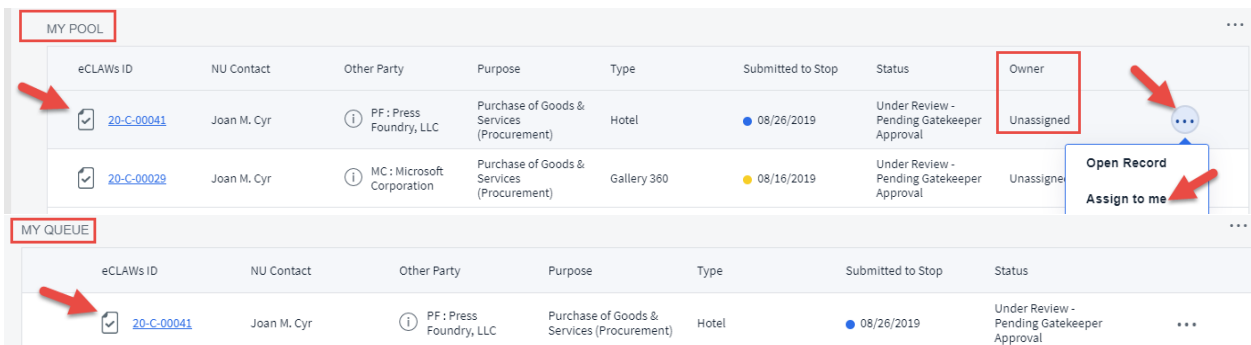 MY POOL
...
eCLAWs ID NU Contact Other Party Purpose Type Submitted to Stop Status Owner
20-C-00041 Joan M. Cyr i PF : Press Foundry, LLC Purchase of Goods & Services (Procurement) Hotel 08/26/2019 Under Review - Pending Gatekeeper Approval Unassigned ...
20-C-00029 Joan M. Cyr i MC : Microsoft Corporation Purchase of Goods & Services (Procurement) Gallery 360 08/16/2019 Under Review - Pending Gatekeeper Approval Unassigned
Open Record
Assign to me
MY QUEUE
...
eCLAWs ID NU Contact Other Party Purpose Type Submitted to Stop Status
20-C-00041 Joan M. Cyr i PF : Press Foundry, LLC Purchase of Goods & Services (Procurement) Hotel 08/26/2019 Under Review - Pending Gatekeeper Approval ...